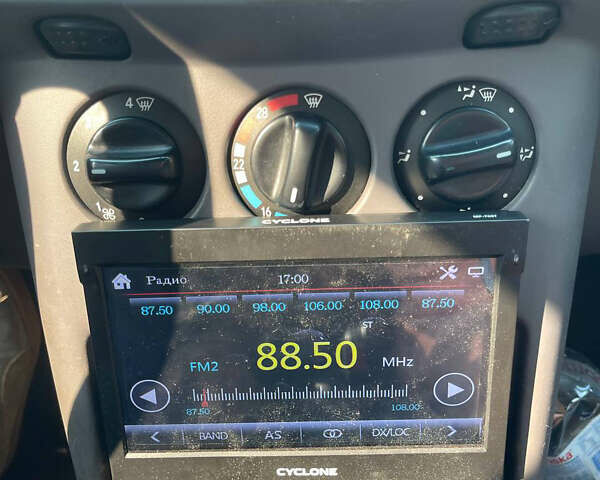 4
28
2
22
1
16
CYCLONE
Радио 17:00
87.50 90.00 98.00 106.00 108.00 87.50
ST
FM2 88.50 MHz
87.50 108.00
< BAND AS DX/LOC >
CYCLONE